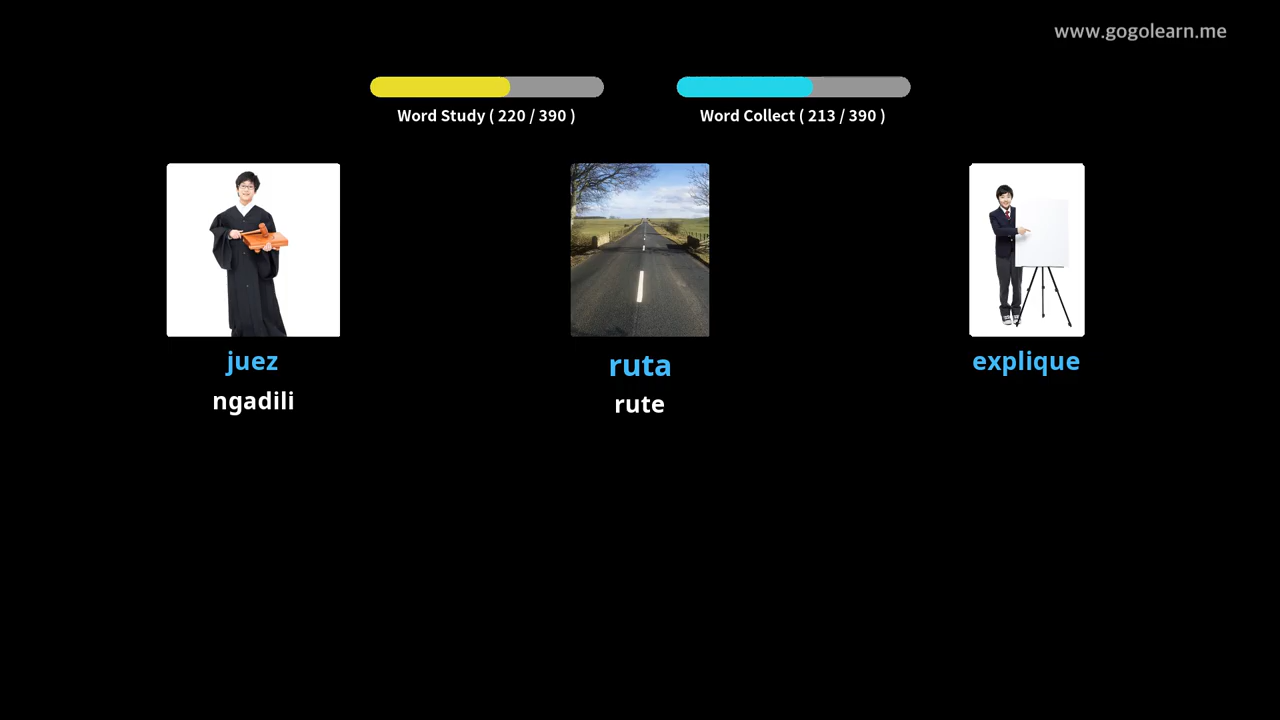 www.gogolearn.me
Word Study ( 220 / 390 )
Word Collect ( 213 / 390 )
juez
ngadili
ruta
rute
explique